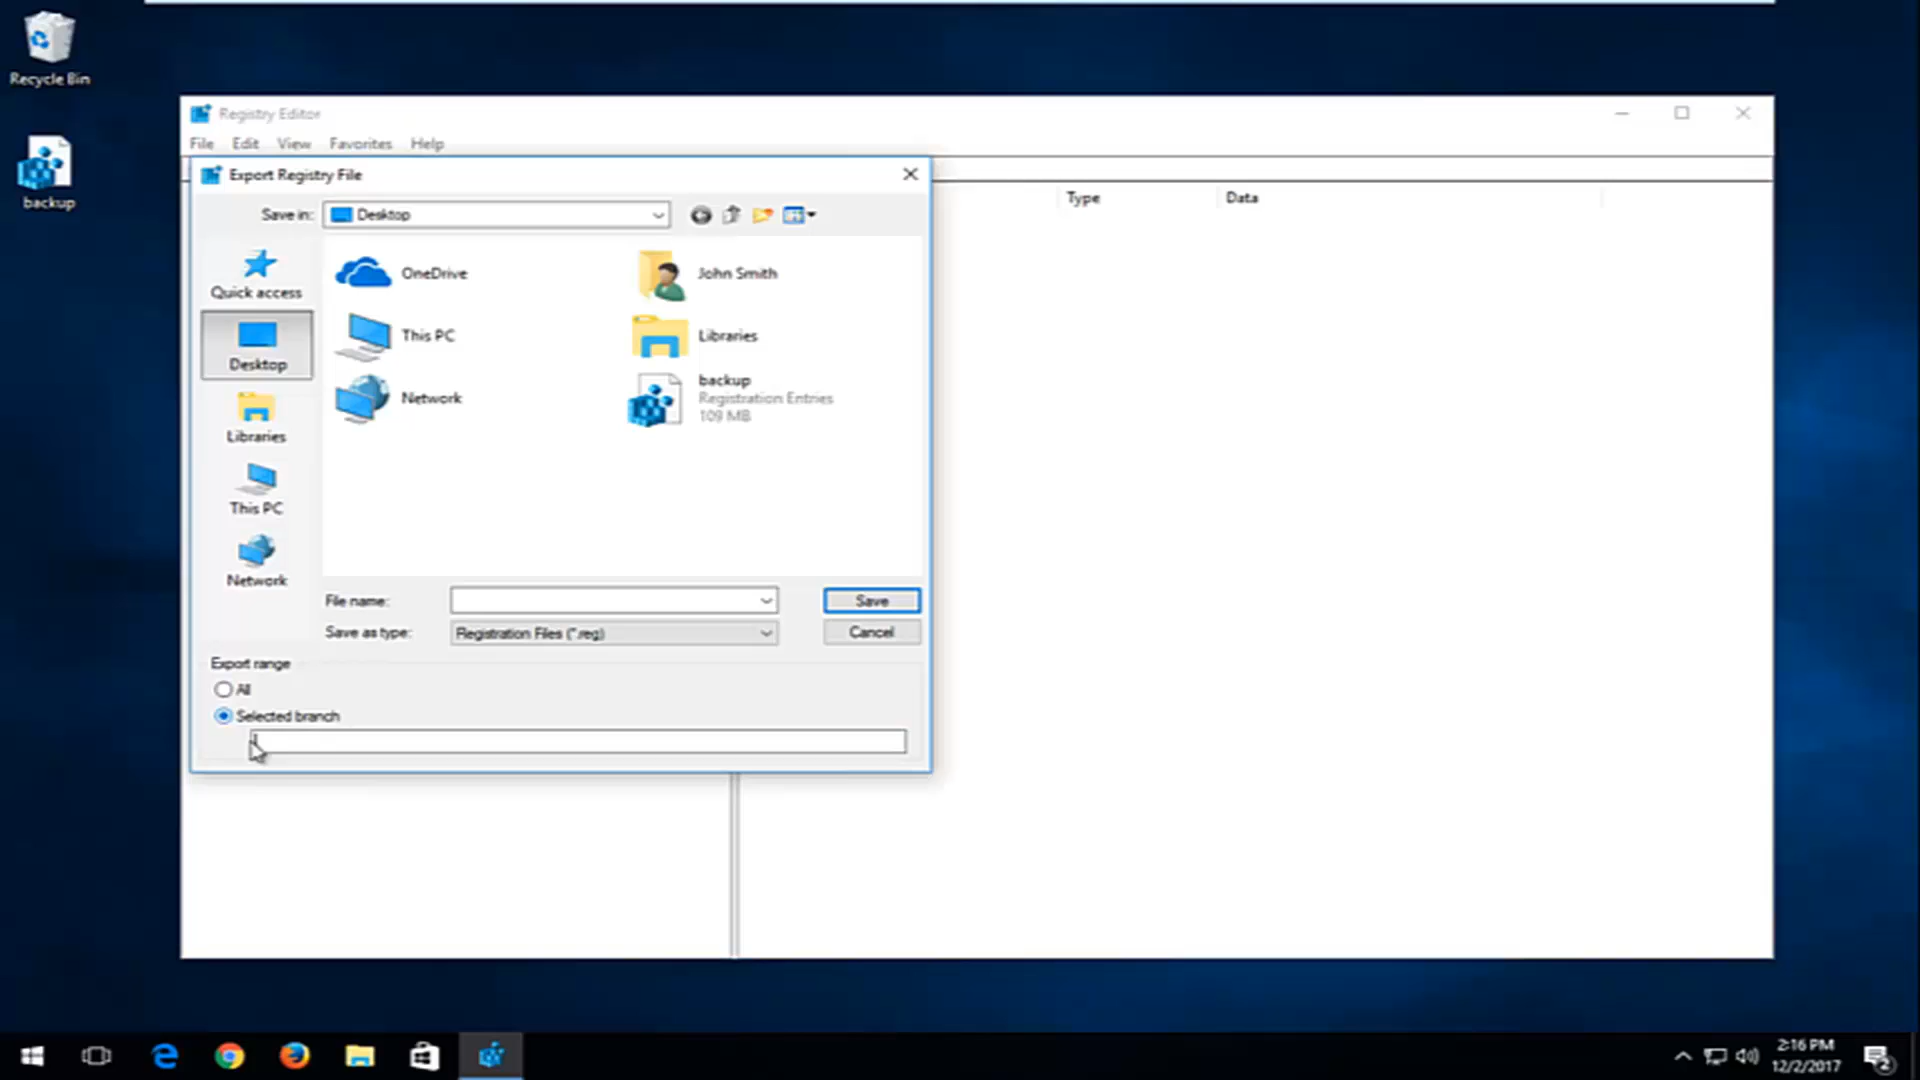 Recycle Bin
backup
Registry Editor
File Edit View Favorites Help
Export Registry File
Save in: Desktop
Type Data
Quick access
Desktop
Libraries
This PC
Network
OneDrive
John Smith
This PC
Libraries
Network
backup
Registration Entries
109 MB
File name:
Save
Save as type: Registration Files (*.reg)
Cancel
Export range
All
Selected branch
2:16 PM
12/2/2017
2